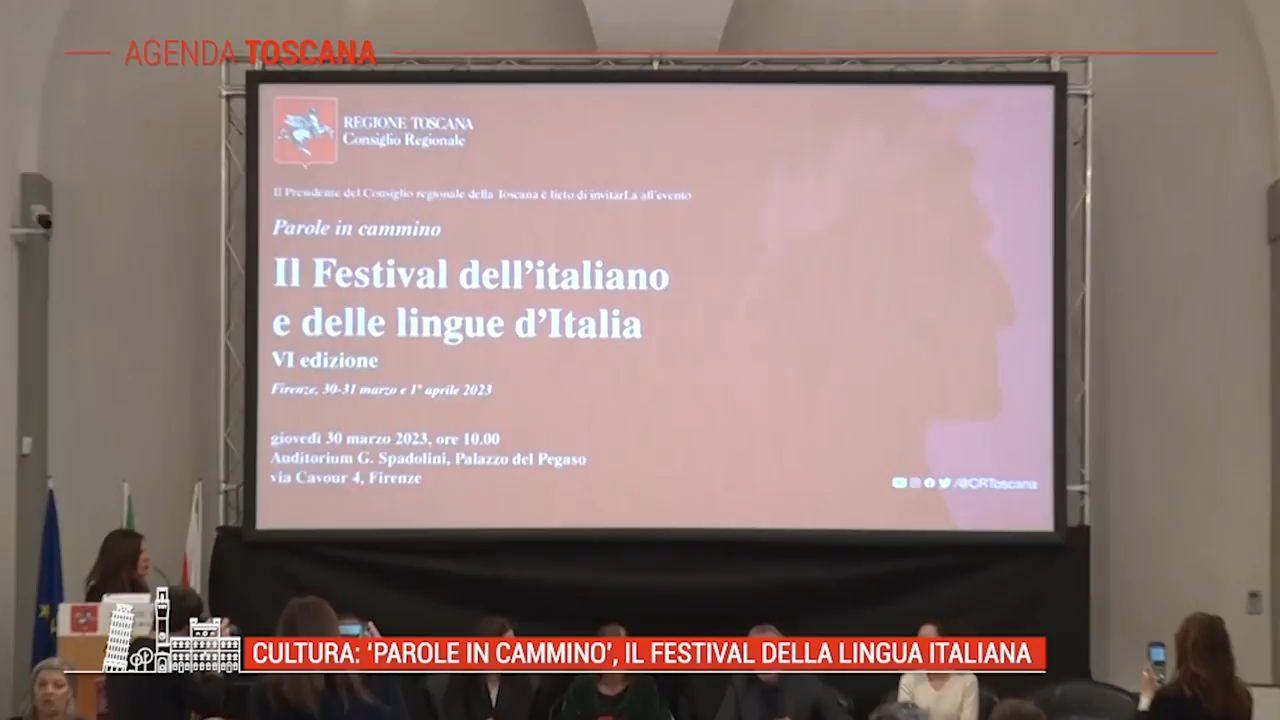 AGENDA TOSCANA
REGIONE TOSCANA
Consiglio Regionale
Il Presidente del Consiglio regionale della Toscana è lieto di invitarLa all'evento
Parole in cammino
Il Festival dell'italiano
e delle lingue d'Italia
VI edizione
Firenze, 30-31 marzo e 1° aprile 2023
giovedì 30 marzo 2023, ore 10.00
Auditorium G. Spadolini, Palazzo del Pegaso
via Cavour 4, Firenze
/@CRToscana
CULTURA: 'PAROLE IN CAMMINO', IL FESTIVAL DELLA LINGUA ITALIANA